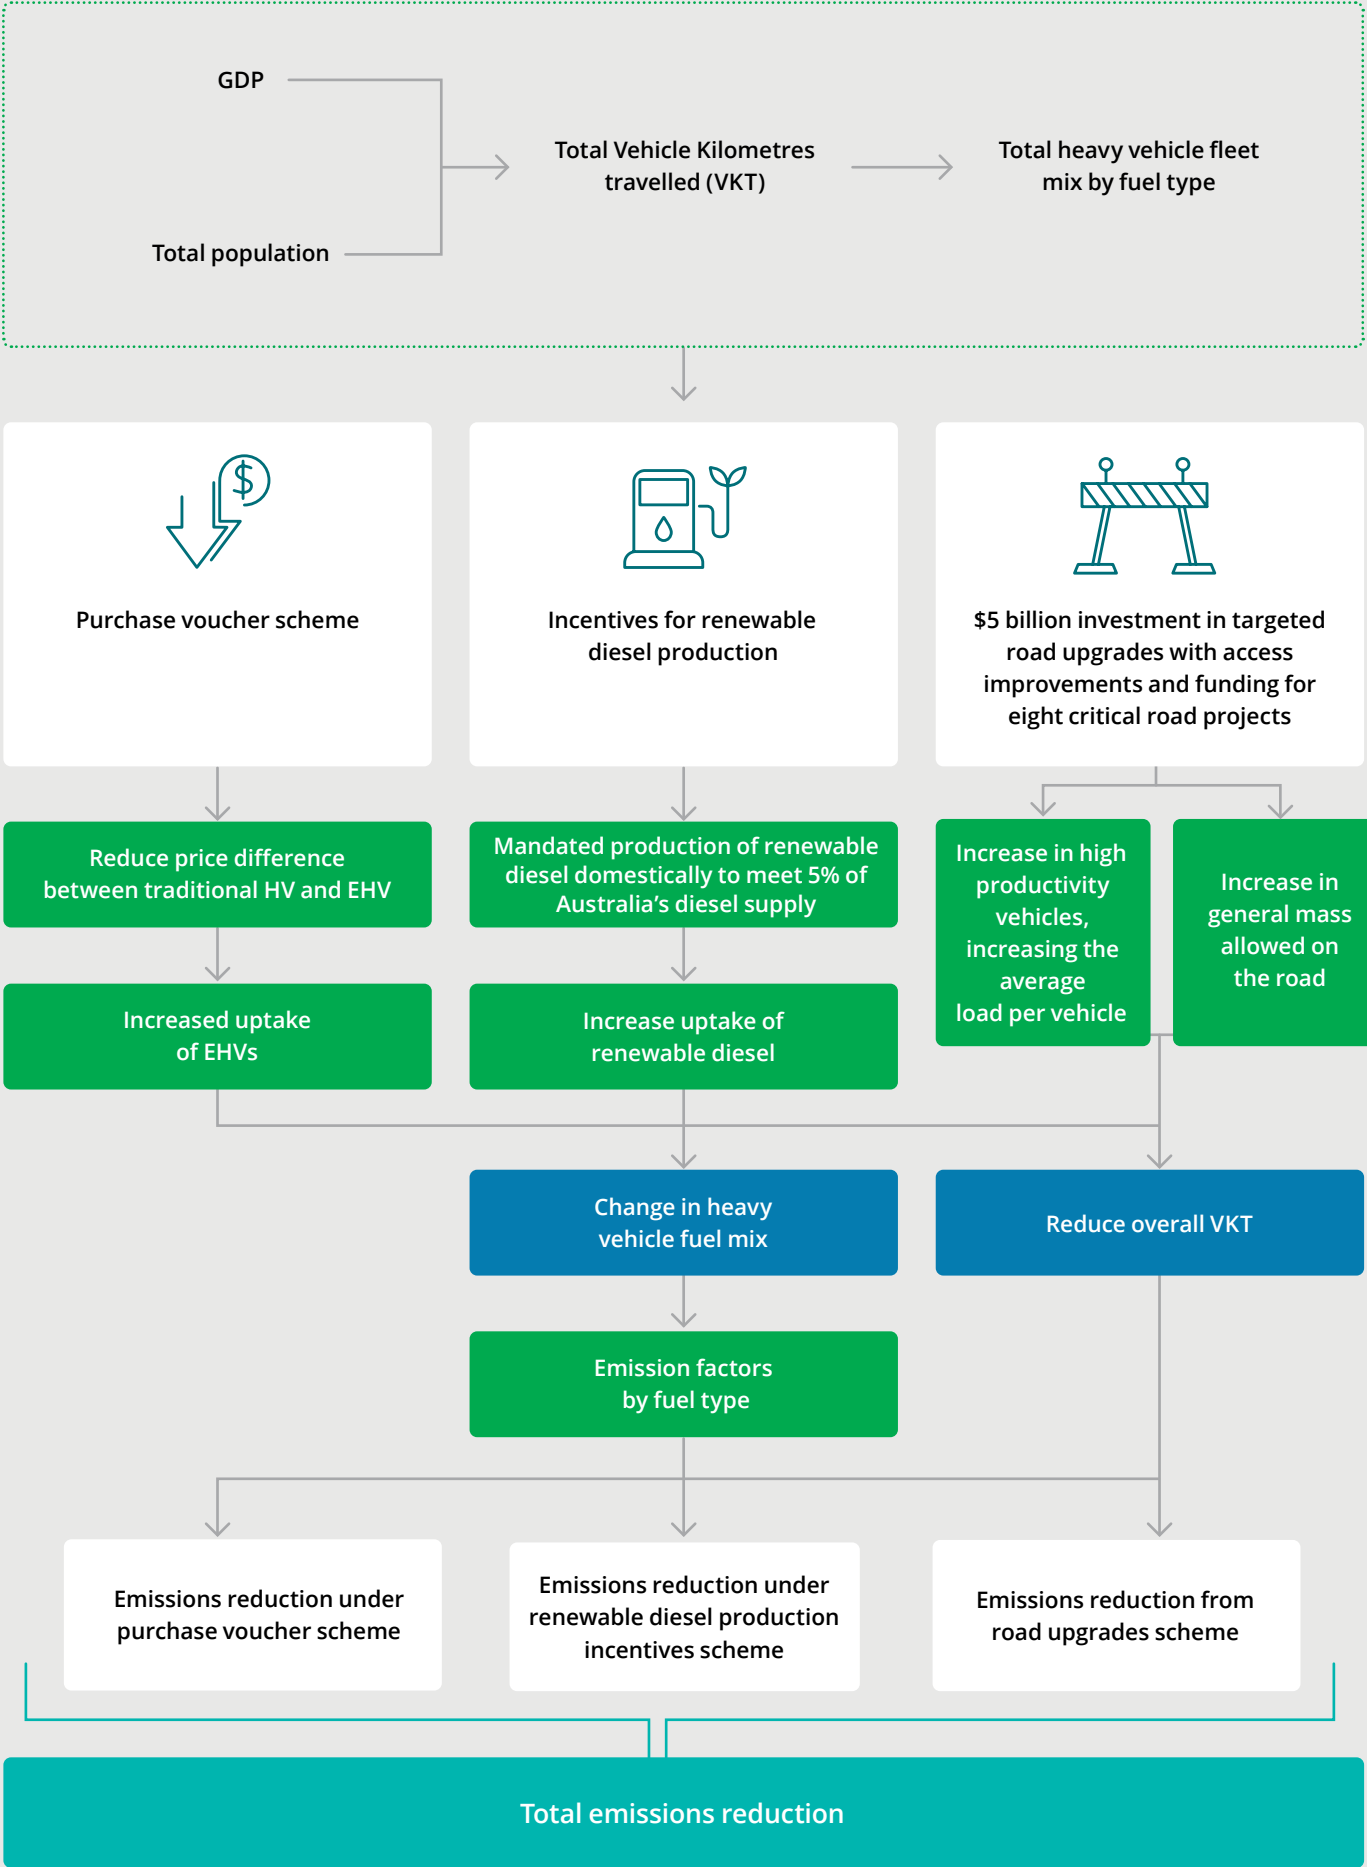 GDP
Total population
Total Vehicle Kilometres
travelled (VKT)
Total heavy vehicle fleet
mix by fuel type
$
Purchase voucher scheme
Incentives for renewable
diesel production
$5 billion investment in targeted
road upgrades with access
improvements and funding for
eight critical road projects
Reduce price difference
between traditional HV and EHV
Mandated production of renewable
diesel domestically to meet 5% of
Australia’s diesel supply
Increase in high
productivity
vehicles,
increasing the
average
load per vehicle
Increase in
general mass
allowed on
the road
Increased uptake
of EHVs
Increase uptake of
renewable diesel
Change in heavy
vehicle fuel mix
Reduce overall VKT
Emission factors
by fuel type
Emissions reduction under
purchase voucher scheme
Emissions reduction under
renewable diesel production
incentives scheme
Emissions reduction from
road upgrades scheme
Total emissions reduction